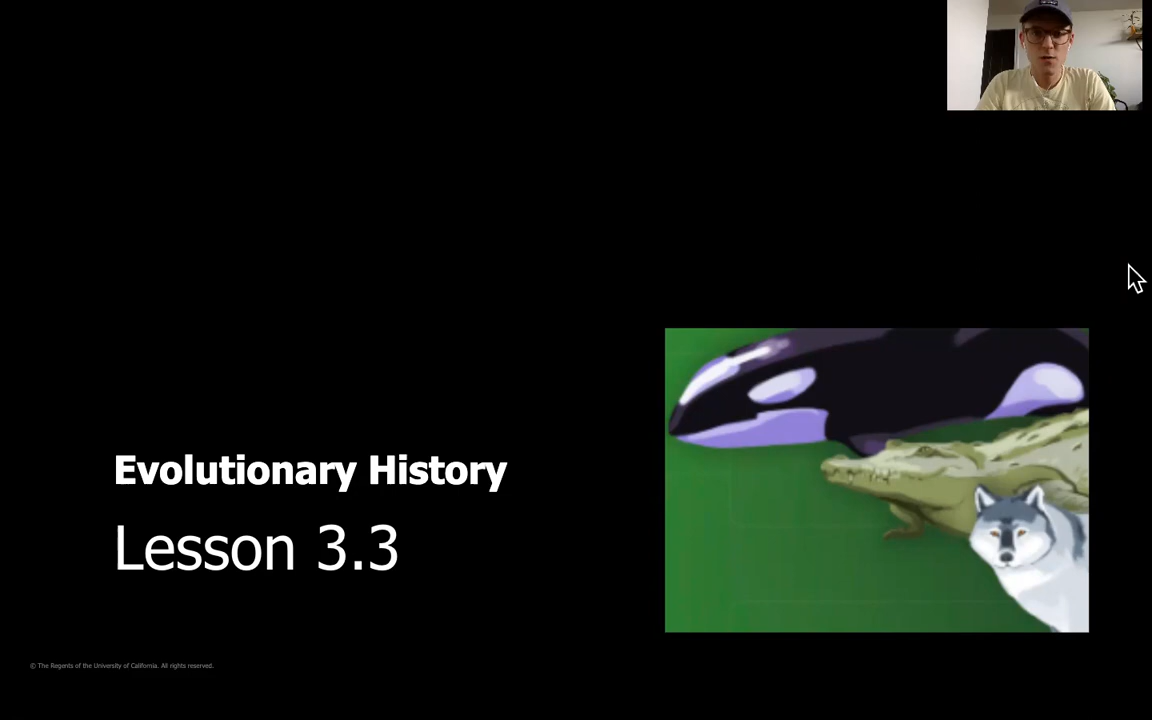 Evolutionary History
Lesson 3.3
© The Regents of the University of California. All rights reserved.